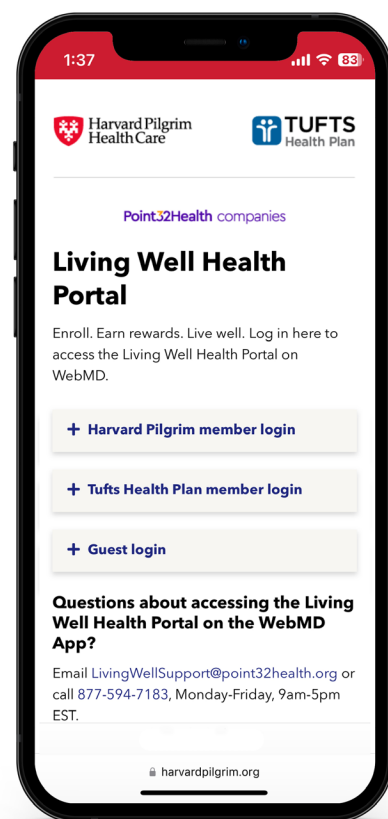 1:37
83
Harvard Pilgrim
HealthCare
TUFTS
Health Plan
Point32Health companies
Living Well Health
Portal
Enroll. Earn rewards. Live well. Log in here to
access the Living Well Health Portal on
WebMD.
+ Harvard Pilgrim member login
+ Tufts Health Plan member login
+ Guest login
Questions about accessing the Living
Well Health Portal on the WebMD
App?
Email LivingWellSupport@point32health.org or
call 877-594-7183, Monday-Friday, 9am-5pm
EST.
harvardpilgrim.org